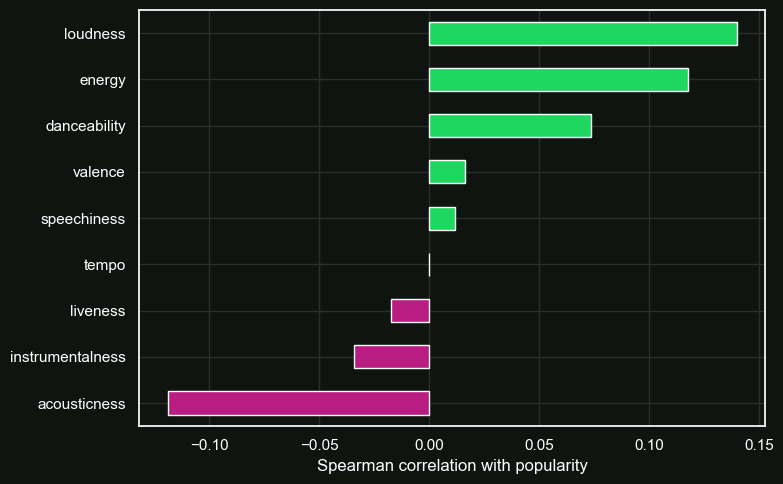 loudness
energy
danceability
valence
speechiness
tempo
liveness
instrumentalness
acousticness
−0.10 −0.05 0.00 0.05 0.10 0.15
Spearman correlation with popularity